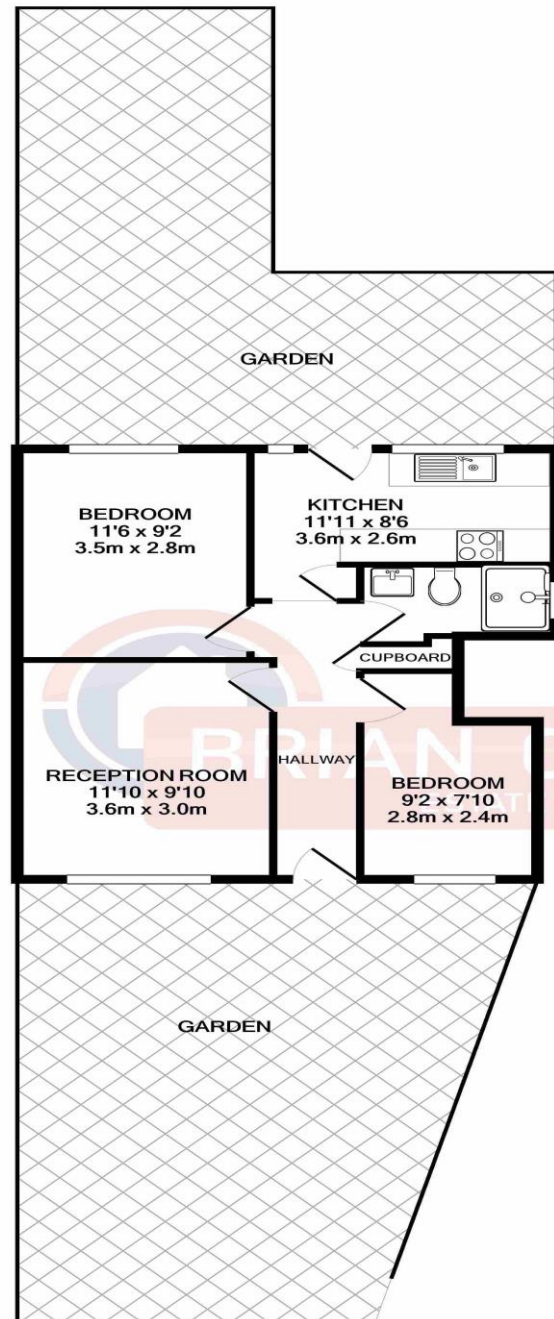 GARDEN
BEDROOM
11'6 x 9'2
3.5m x 2.8m
KITCHEN
11'11 x 8'6
3.6m x 2.6m
CUPBOARD
BRIAN
RECEPTION ROOM
11'10 x 9'10
3.6m x 3.0m
HALLWAY
BEDROOM
9'2 x 7'10
2.8m x 2.4m
GARDEN